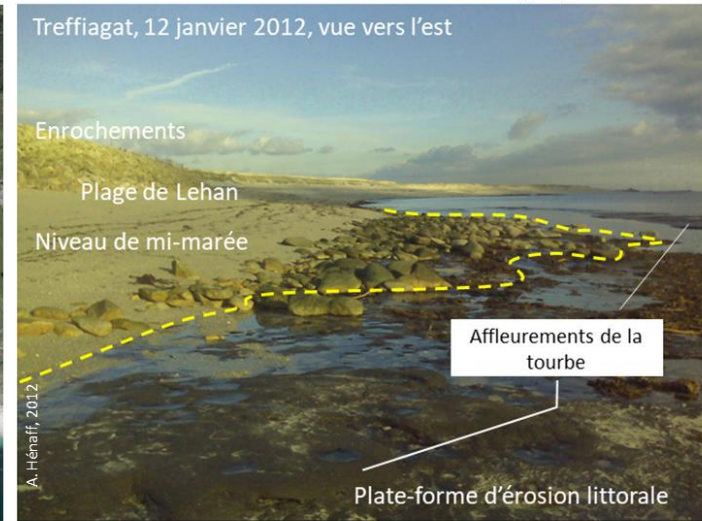 Treffiagat, 12 janvier 2012, vue vers l’est
Enrochements
Plage de Lehan
Niveau de mi-marée
Affleurements de la
tourbe
A. Hénaff, 2012
Plate-forme d’érosion littorale